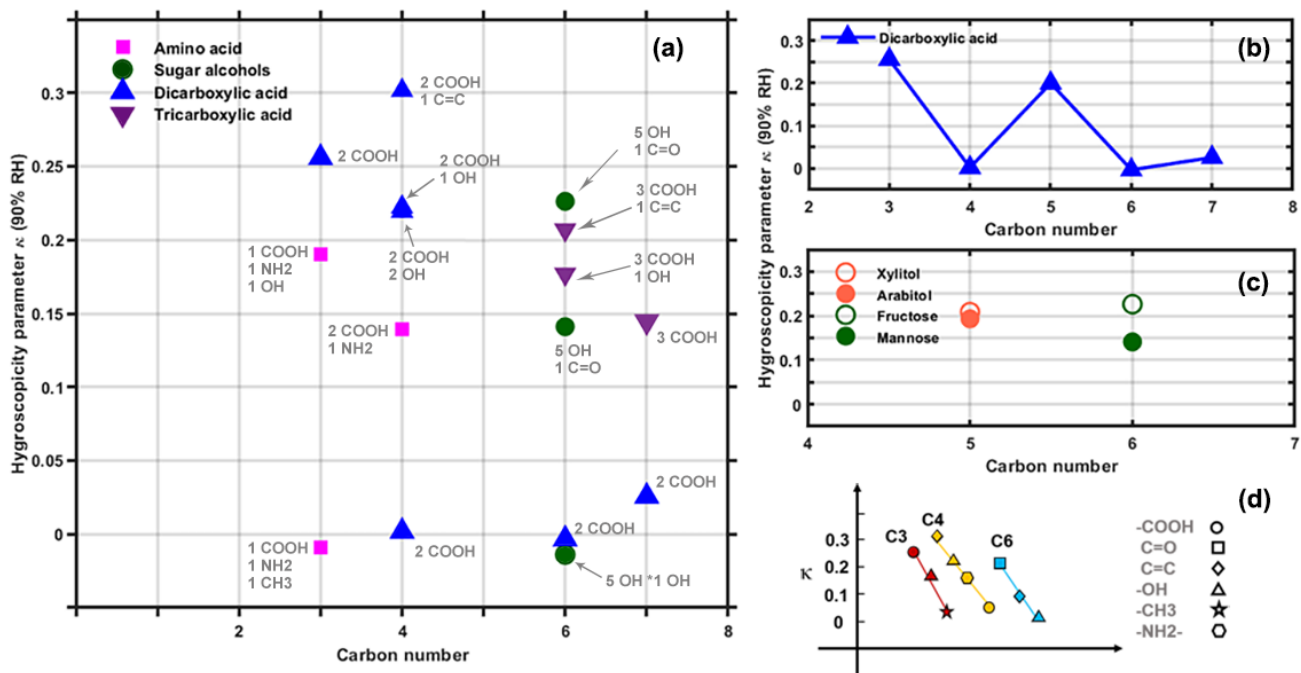 (a)
Amino acid
Sugar alcohols
Dicarboxylic acid
Tricarboxylic acid
Hygroscopicity parameter κ (90% RH)
0.3
0.25
0.2
0.15
0.1
0.05
0
2 COOH
1 C=C
2 COOH
2 COOH
1 OH
2 COOH
2 OH
5 OH
1 C=O
3 COOH
1 C=C
3 COOH
1 OH
1 COOH
1 NH2
1 OH
2 COOH
1 NH2
5 OH
1 C=O
3 COOH
2 COOH
2 COOH
2 COOH
1 COOH
1 NH2
1 CH3
5 OH *1 OH
2
4
6
8
Carbon number
(b)
Dicarboxylic acid
0.3
0.2
0.1
0
2
3
4
5
6
7
8
Carbon number
Hygroscopicity parameter κ (90% RH)
(c)
Xylitol
Arabitol
Fructose
Mannose
0.3
0.2
0.1
0
4
5
6
7
Carbon number
(d)
C3
C4
C6
κ
0.3
0.2
0.1
0
-COOH
C=O
C=C
-OH
-CH3
-NH2-